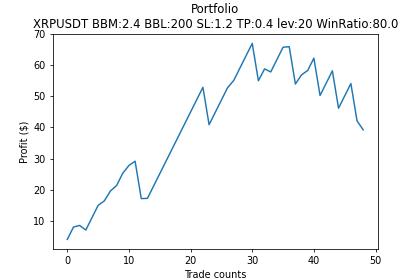 Portfolio
XRPUSDT BBM:2.4 BBL:200 SL:1.2 TP:0.4 lev:20 WinRatio:80.0
70
60
50
40
30
20
10
Profit ($)
0 10 20 30 40 50
Trade counts